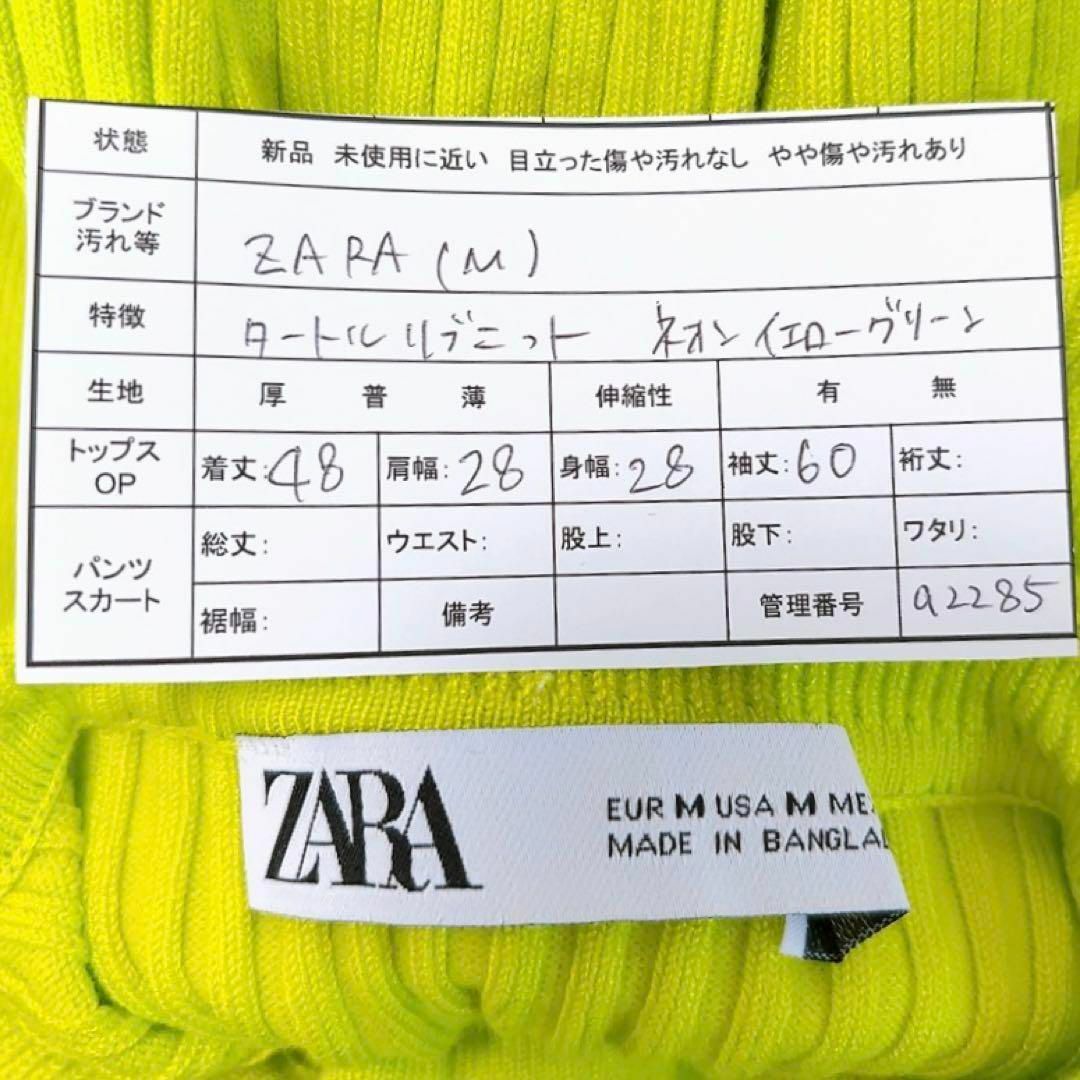 状態 新品 未使用に近い 目立った傷や汚れなし やや傷や汚れあり
ブランド
汚れ等 ZARA (M)
特徴 タートルリブニット ネオンイエローグリーン
生地 厚 普 薄 伸縮性 有 無
トップス
OP 着丈:48 肩幅:28 身幅:28 袖丈:60 裄丈:
パンツ
スカート 総丈: ウエスト: 股上: 股下: ワタリ:
裾幅: 備考 管理番号 a2285
ZARA
EUR M USA M ME
MADE IN BANGLA